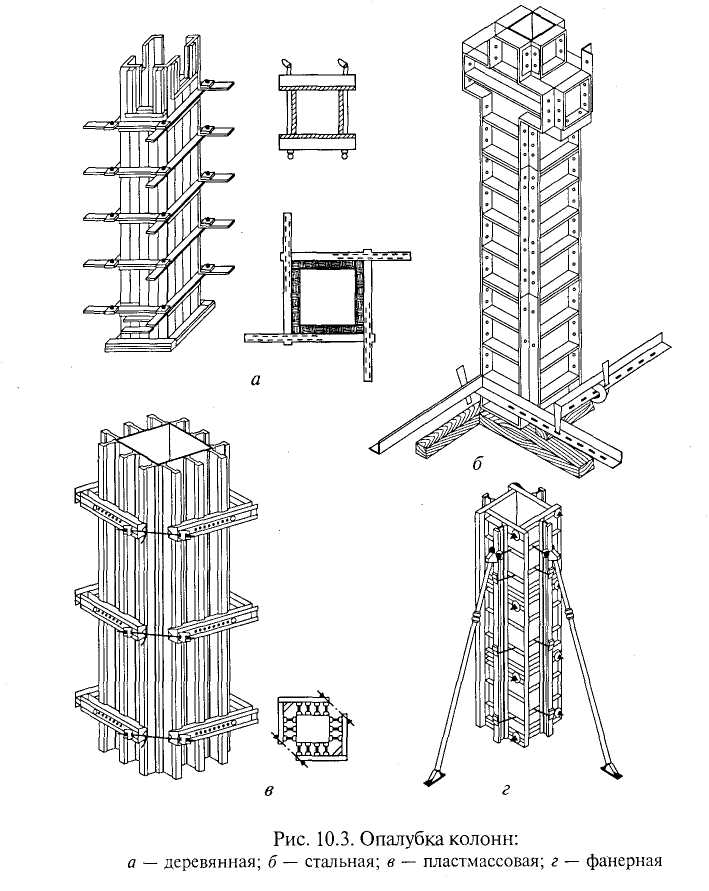 а
б
в
г
Рис. 10.3. Опалубка колонн:
а — деревянная; б — стальная; в — пластмассовая; г — фанерная